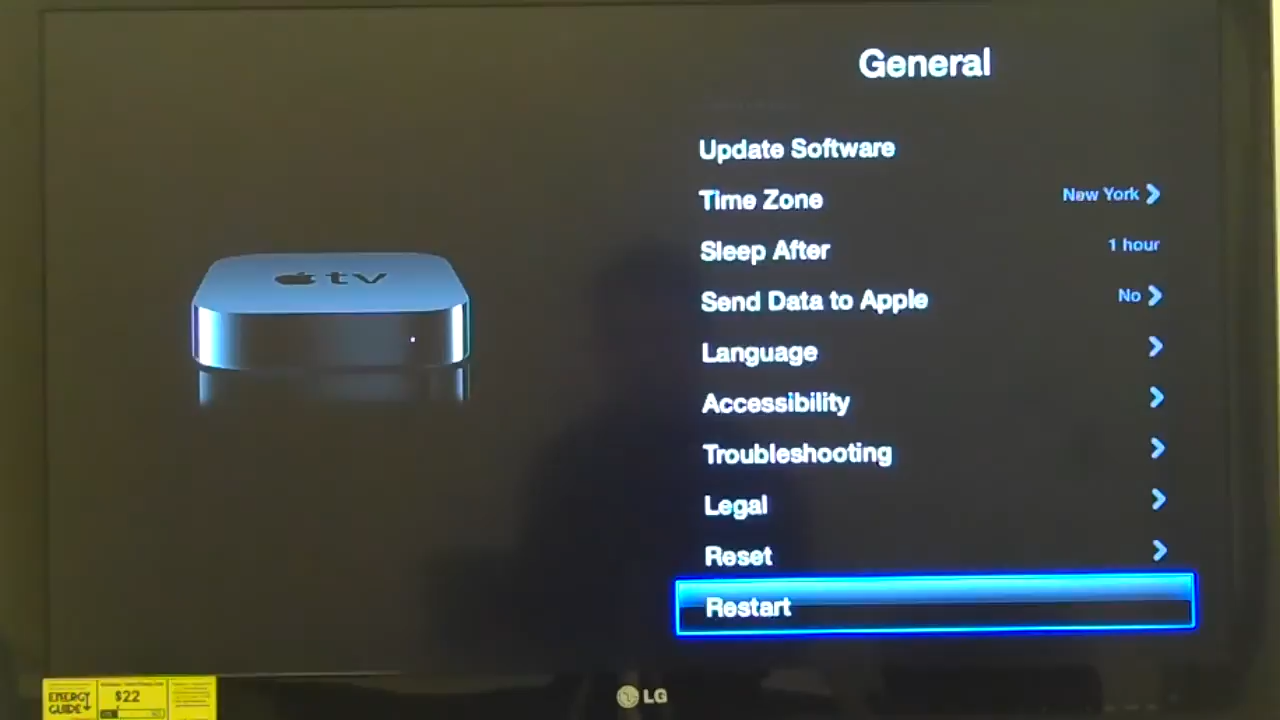 General
Update Software
Time Zone New York
Sleep After 1 hour
Send Data to Apple No
Language
Accessibility
Troubleshooting
Legal
Reset
Restart
tv
ENERGY
GUIDE
$22
LG